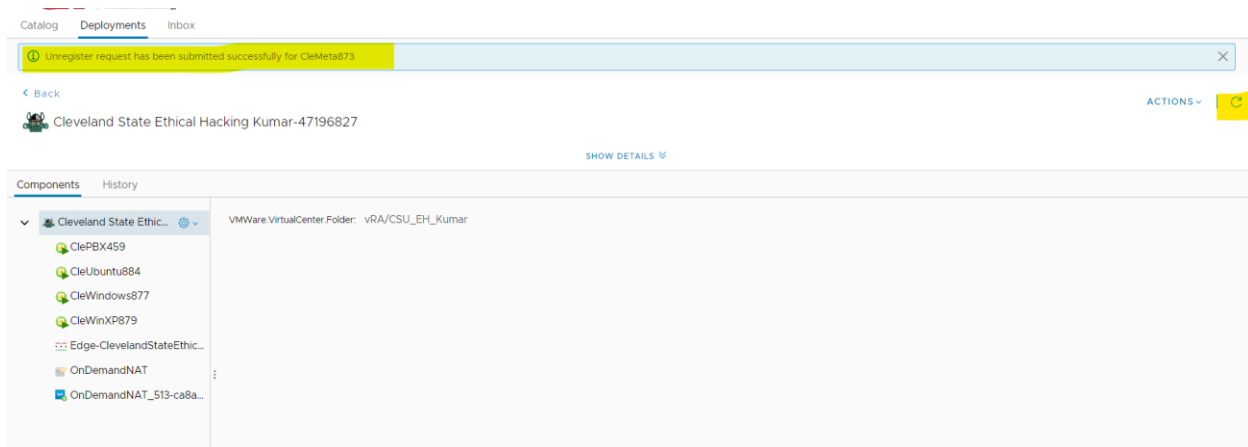 Catalog Deployments Inbox
Unregister request has been submitted successfully for CleMeta873
Back
ACTIONS
Cleveland State Ethical Hacking Kumar-47196827
SHOW DETAILS
Components History
Cleveland State Ethic... VMWare.VirtualCenter.Folder: vRA/CSU_EH_Kumar
ClePBX459
CleUbuntu884
CleWindows877
CleWinXP879
Edge-ClevelandStateEthic...
OnDemandNAT
OnDemandNAT_513-ca8a...